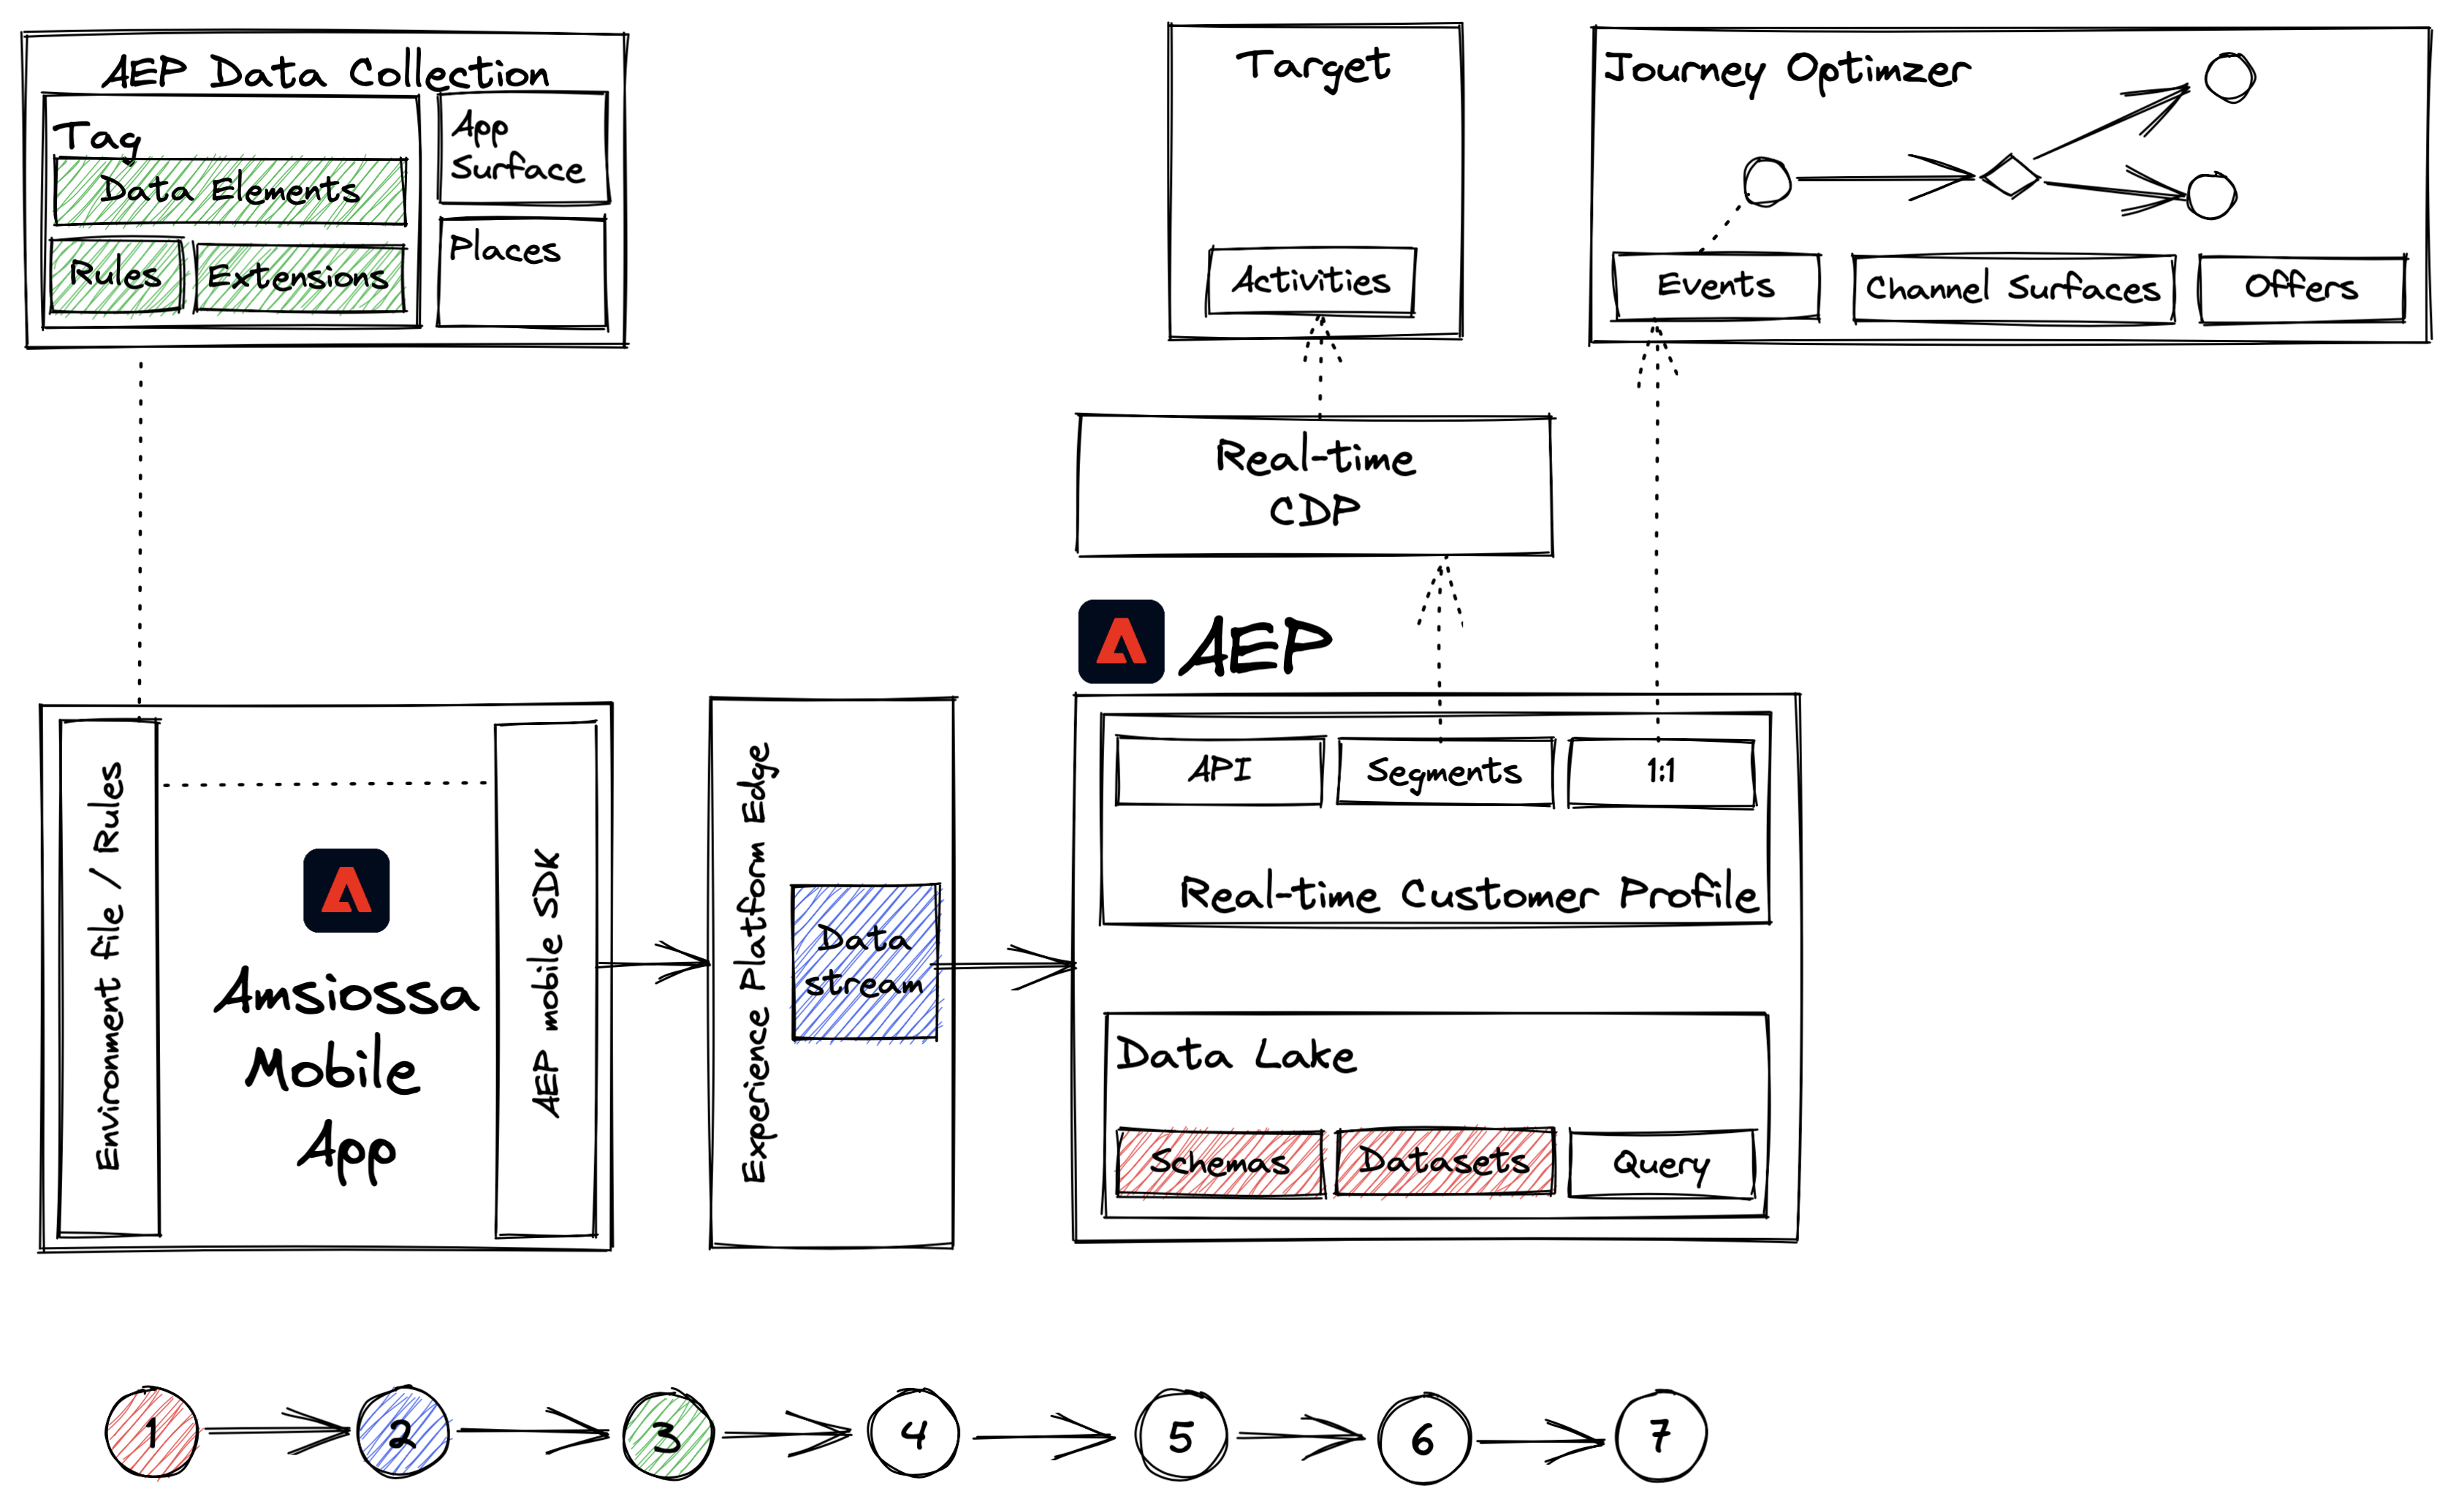 AEP Data Collection
Tag
Data Elements
Rules
Extensions
App
Surface
Places
Target
Activities
Journey Optimzer
Events
Channel Surfaces
Offers
Real-time
CDP
AEP
Environment file / Rules
Amsiossa
Mobile
App
AEP mobile SDK
Experience Platform Edge
Data
stream
API
Segments
1:1
Real-time Customer Profile
Data Lake
Schemas
Datasets
Query
1
2
3
4
5
6
7